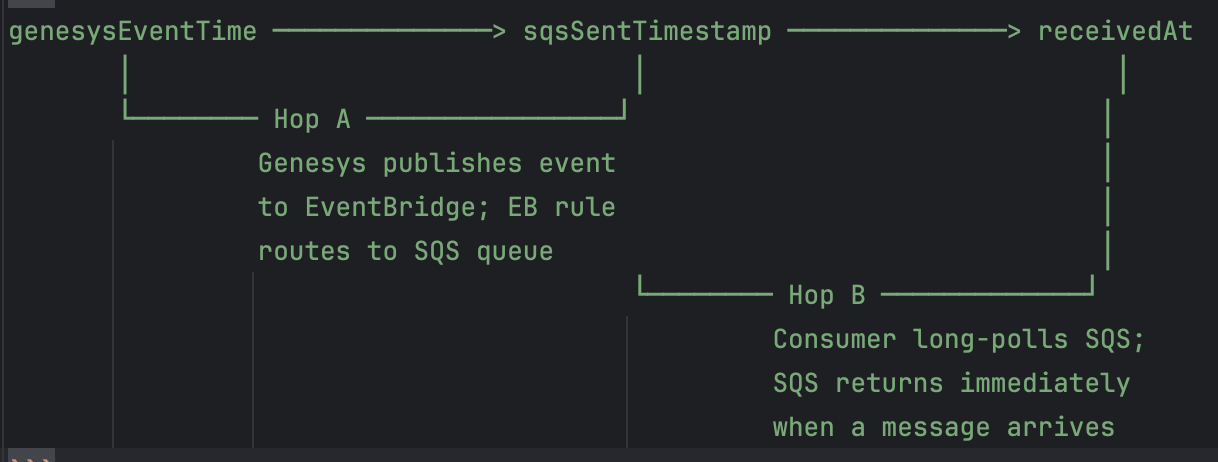 genesysEventTime ──────────────> sqsSentTimestamp ──────────────> receivedAt
Hop A
Genesys publishes event
to EventBridge; EB rule
routes to SQS queue
Hop B
Consumer long-polls SQS;
SQS returns immediately
when a message arrives
```